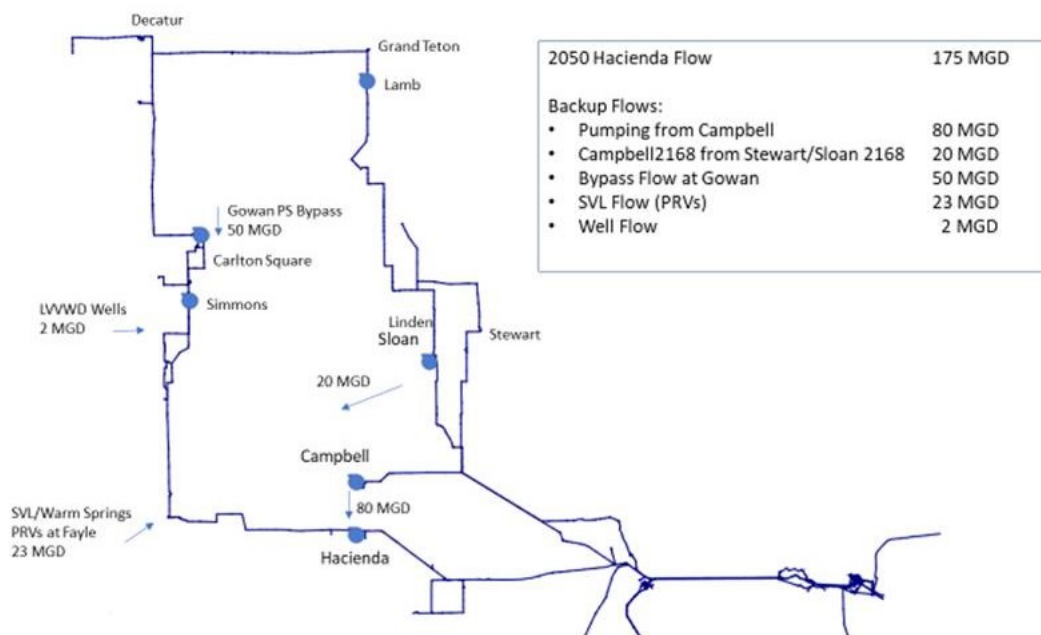 Decatur
Grand Teton
Lamb
2050 Hacienda Flow 175 MGD
Backup Flows:
• Pumping from Campbell 80 MGD
• Campbell2168 from Stewart/Sloan 2168 20 MGD
• Bypass Flow at Gowan 50 MGD
• SVL Flow (PRVs) 23 MGD
• Well Flow 2 MGD
Gowan PS Bypass
50 MGD
Carlton Square
Simmons
LVVWD Wells
2 MGD
Linden
Sloan
Stewart
20 MGD
Campbell
80 MGD
SVL/Warm Springs
PRVs at Fayle
23 MGD
Hacienda